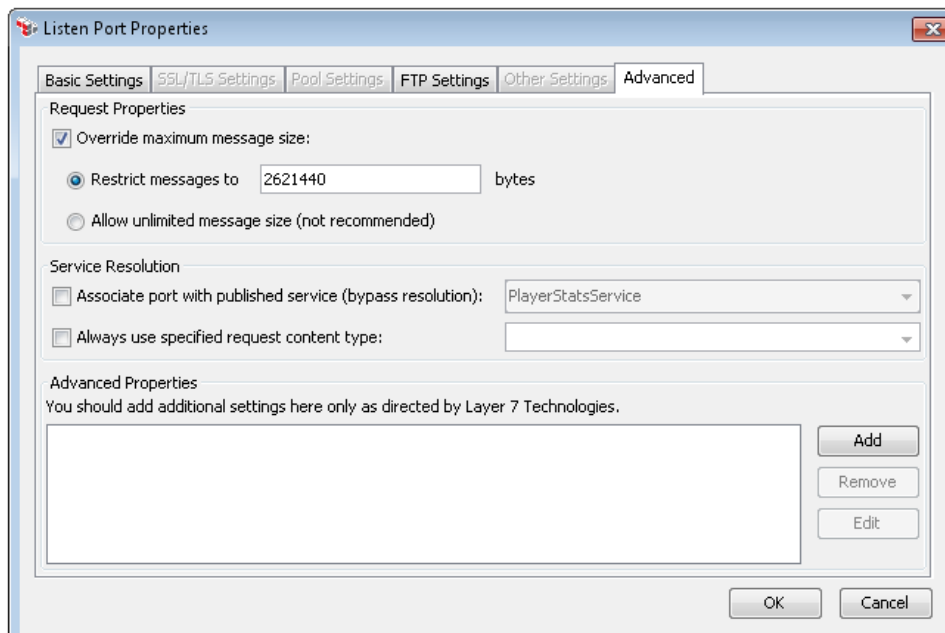 Listen Port Properties
Basic Settings SSL/TLS Settings Pool Settings FTP Settings Other Settings Advanced
Request Properties
Override maximum message size:
Restrict messages to 2621440 bytes
Allow unlimited message size (not recommended)
Service Resolution
Associate port with published service (bypass resolution): PlayerStatsService
Always use specified request content type:
Advanced Properties
You should add additional settings here only as directed by Layer 7 Technologies.
Add
Remove
Edit
OK Cancel